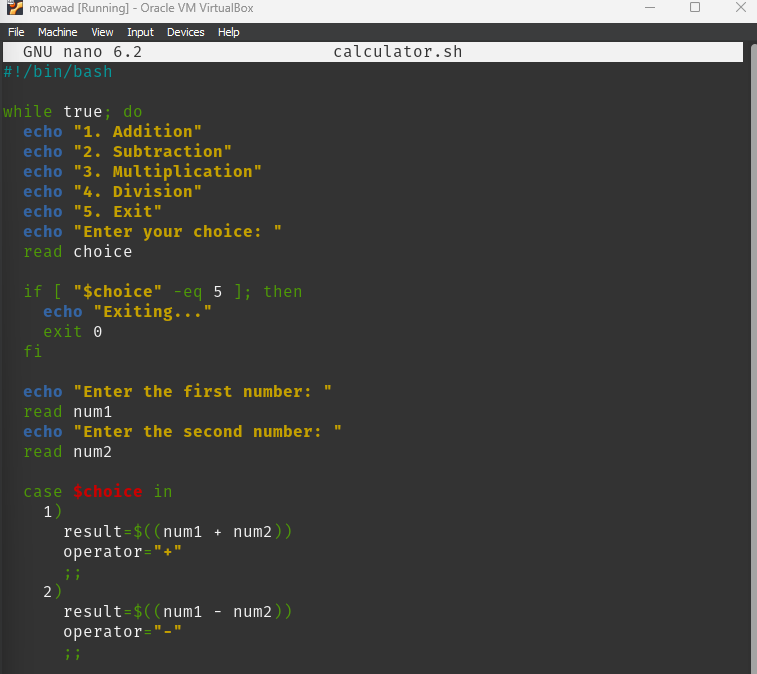 moawad [Running] - Oracle VM VirtualBox
File Machine View Input Devices Help
GNU nano 6.2 calculator.sh
#!/bin/bash
while true; do
echo "1. Addition"
echo "2. Subtraction"
echo "3. Multiplication"
echo "4. Division"
echo "5. Exit"
echo "Enter your choice: "
read choice
if [ "$choice" -eq 5 ]; then
echo "Exiting..."
exit 0
fi
echo "Enter the first number: "
read num1
echo "Enter the second number: "
read num2
case $choice in
1)
result=$((num1 + num2))
operator="+"
;;
2)
result=$((num1 - num2))
operator="-"
;;